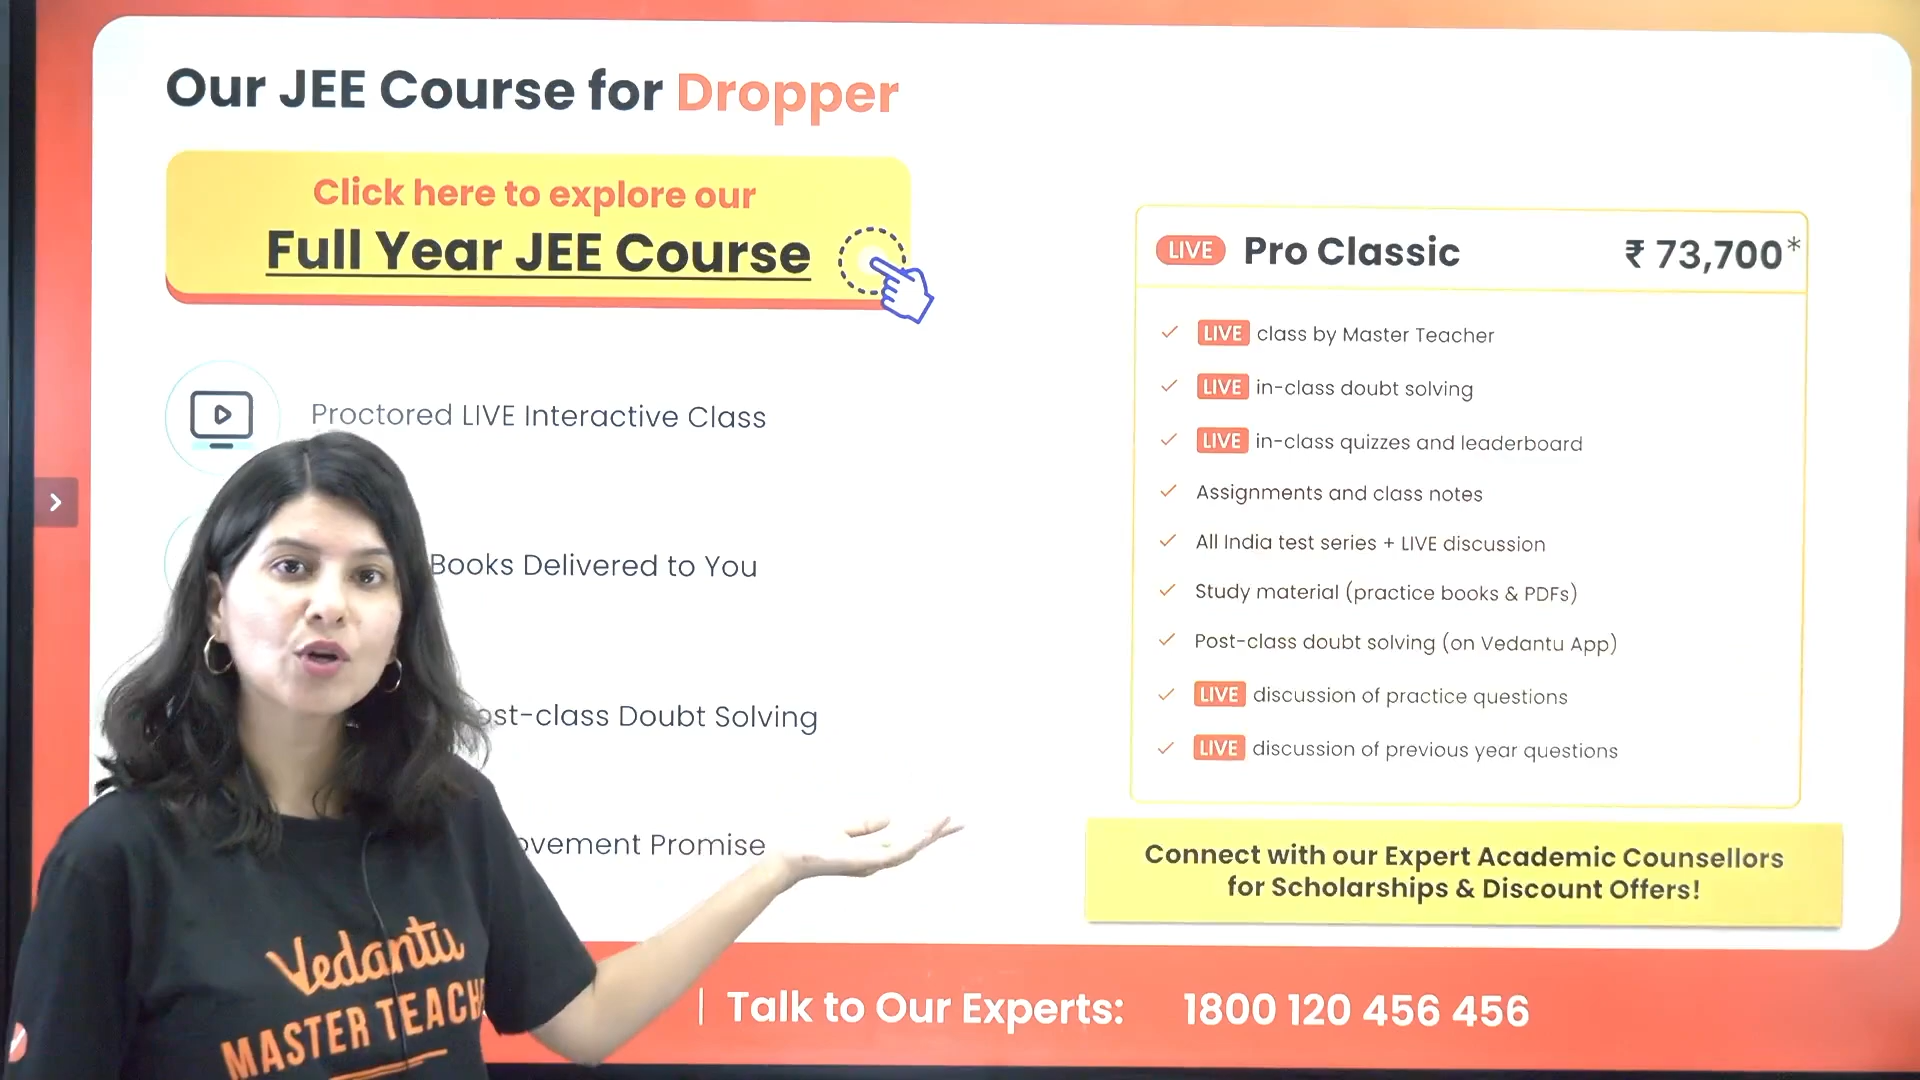 Our JEE Course for Dropper
Click here to explore our
Full Year JEE Course
Proctored LIVE Interactive Class
Books Delivered to You
Doubt Solving
Promise
LIVE Pro Classic ₹ 73,700*
LIVE class by Master Teacher
LIVE in-class doubt solving
LIVE in-class quizzes and leaderboard
Assignments and class notes
All India test series + LIVE discussion
Study material (practice books & PDFs)
Post-class doubt solving (on Vedantu App)
LIVE discussion of practice questions
LIVE discussion of previous year questions
Connect with our Expert Academic Counsellors
for Scholarships & Discount Offers!
| Talk to Our Experts: 1800 120 456 456
Vedantu
MASTER